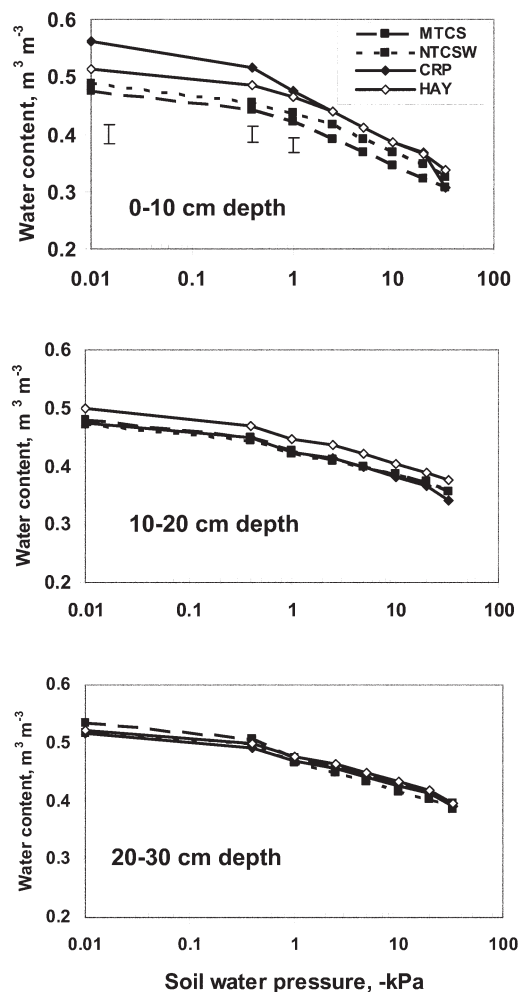 0.6
0.5
0.4
0.3
0.2
Water content, m³ m⁻³
MTCS
NTCSW
CRP
HAY
0-10 cm depth
0.01 0.1 1 10 100
0.6
0.5
0.4
0.3
0.2
Water content, m³ m⁻³
10-20 cm depth
0.01 0.1 1 10 100
0.6
0.5
0.4
0.3
0.2
Water content, m³ m⁻³
20-30 cm depth
0.01 0.1 1 10 100
Soil water pressure, -kPa